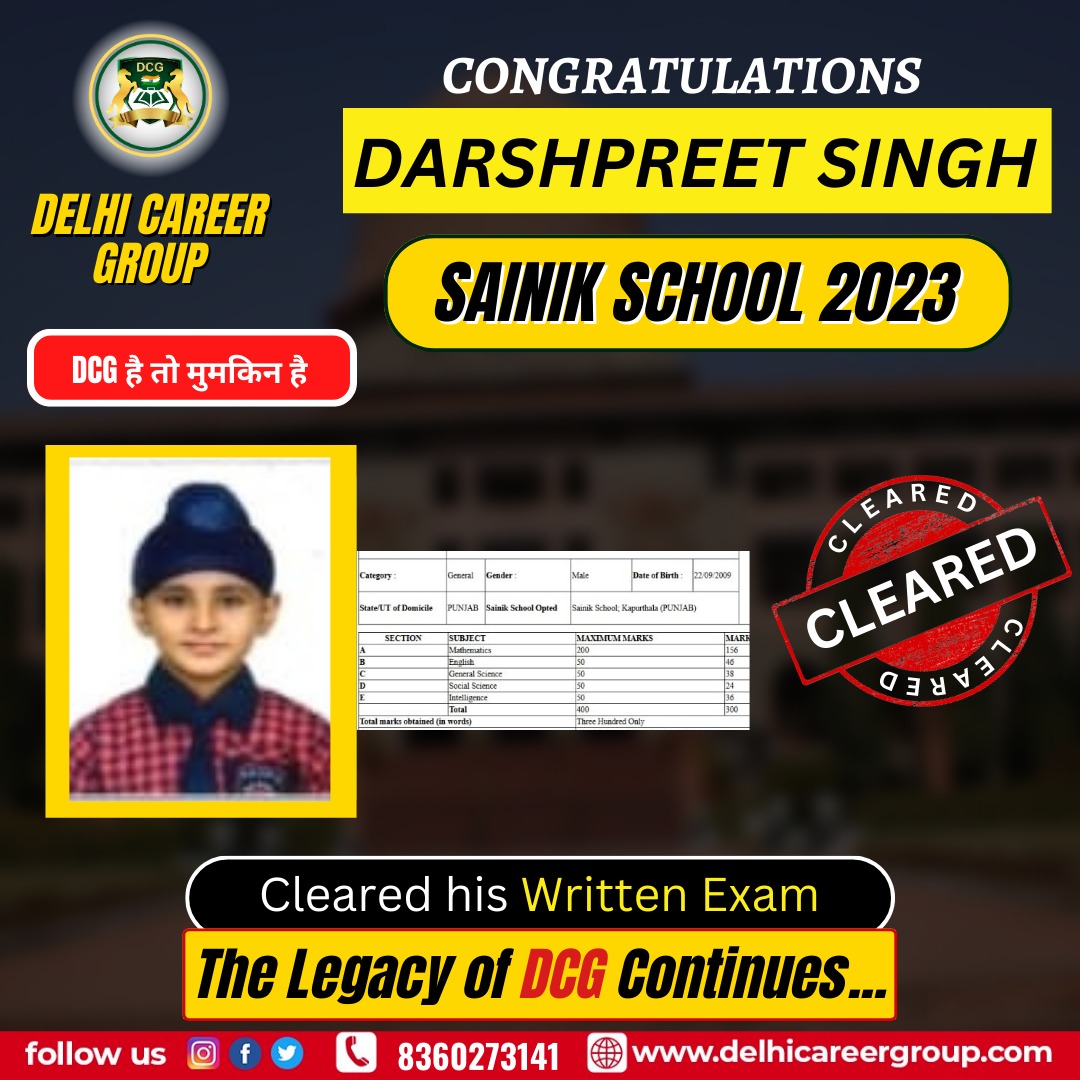 DCG
DELHI CAREER
GROUP
CONGRATULATIONS
DARSHPREET SINGH
SAINIK SCHOOL 2023
DCG है तो मुमकिन है
Category : General Gender : Male Date of Birth : 22/09/2009
State/UT of Domicile PUNJAB Sainik School Opted Sainik School; Kapurthala (PUNJAB)
SECTION SUBJECT MAXIMUM MARKS MARK
A Mathematics 200 156
B English 50 46
C General Science 50 38
D Social Science 50 24
E Intelligence 50 36
Total 400 300
Total marks obtained (in words) Three Hundred Only
CLEARED
CLEARED
CLEARED
Cleared his Written Exam
The Legacy of DCG Continues...
follow us 8360273141 www.delhicareergroup.com